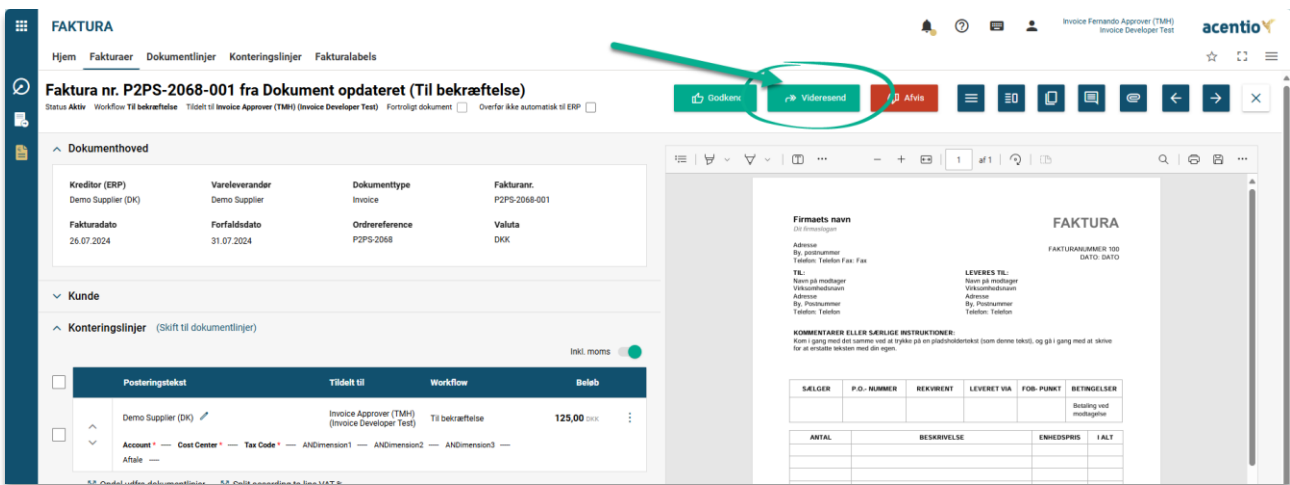 FAKTURA
Invoice Fernando Approver (TMH)
Invoice Developer Test
acentio
Hjem Fakturaer Dokumentlinjer Konteringslinjer Fakturalabels
Faktura nr. P2PS-2068-001 fra Dokument opdateret (Til bekræftelse)
Status Aktiv Workflow Til bekræftelse Tildelt til Invoice Approver (TMH) (Invoice Developer Test) Fortroligt dokument Overfør ikke automatisk til ERP
Godkend Videresend Afvis
Dokumenthoved
Kreditor (ERP) Vareleverandør Dokumenttype Fakturanr.
Demo Supplier (DK) Demo Supplier Invoice P2PS-2068-001
Fakturadato Forfaldsdato Ordrereference Valuta
26.07.2024 31.07.2024 P2PS-2068 DKK
Kunde
Konteringslinjer (Skift til dokumentlinjer)
Inkl. moms
Posteringstekst Tildelt til Workflow Beløb
Demo Supplier (DK) Invoice Approver (TMH) (Invoice Developer Test) Til bekræftelse 125,00 DKK
Account * — Cost Center * — Tax Code * — ANDimension1 — ANDimension2 — ANDimension3 —
Aftale —
Opdel udfra dokumentlinjer Split according to line VAT %
1 af 1
Firmaets navn
Dit firmaslogan
FAKTURA
Adresse
By, postnummer
Telefon: Telefon Fax: Fax
FAKTURANUMMER 100
DATO: DATO
TIL:
Navn på modtager
Virksomhedsnavn
Adresse
By, Postnummer
Telefon: Telefon
LEVERES TIL:
Navn på modtager
Virksomhedsnavn
Adresse
By, Postnummer
Telefon: Telefon
KOMMENTARER ELLER SÆRLIGE INSTRUKTIONER:
Kom i gang med det samme ved at trykke på en pladsholdertekst (som denne tekst), og gå i gang med at skrive
for at erstatte teksten med din egen.
SÆLGER P.O.- NUMMER REKVIRENT LEVERET VIA FOB- PUNKT BETINGELSER
Betaling ved
modtagelse
ANTAL BESKRIVELSE ENHEDSPRIS I ALT